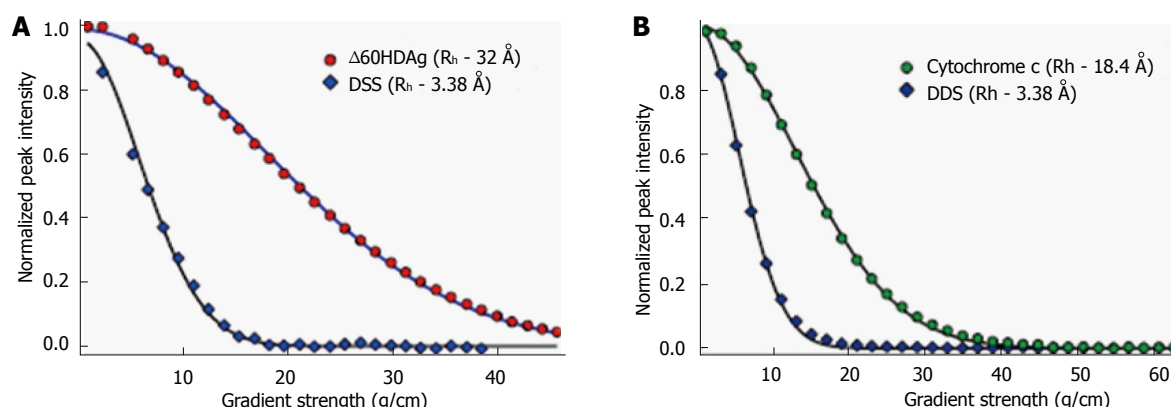 A
Normalized peak intensity
1.0
0.8
0.6
0.4
0.2
0.0
Δ60HDAg (Rh - 32 Å)
DSS (Rh - 3.38 Å)
10 20 30 40
Gradient strength (g/cm)
B
Normalized peak intensity
1.0
0.8
0.6
0.4
0.2
0.0
Cytochrome c (Rh - 18.4 Å)
DDS (Rh - 3.38 Å)
10 20 30 40 50 60
Gradient strength (g/cm)